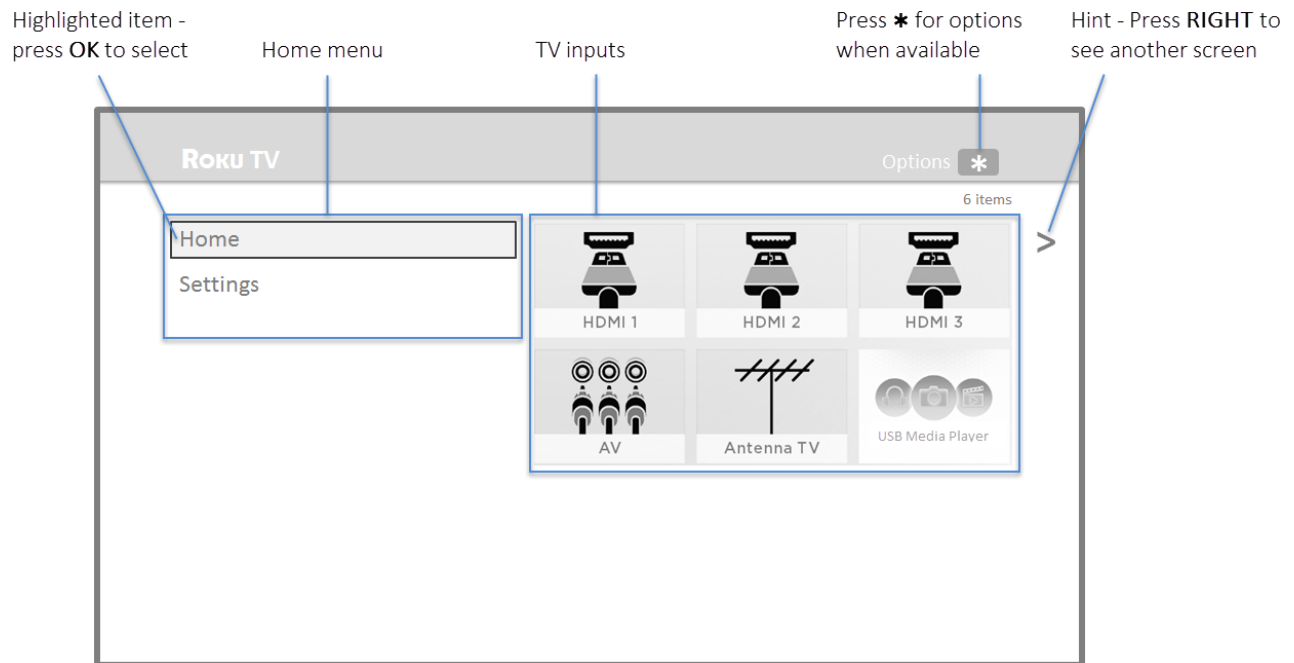 Highlighted item -
press OK to select
Home menu
TV inputs
Press ✱ for options
when available
Hint - Press RIGHT to
see another screen
ROKU TV
Options ✱
6 items
Home
Settings
>
HDMI 1
HDMI 2
HDMI 3
AV
Antenna TV
USB Media Player